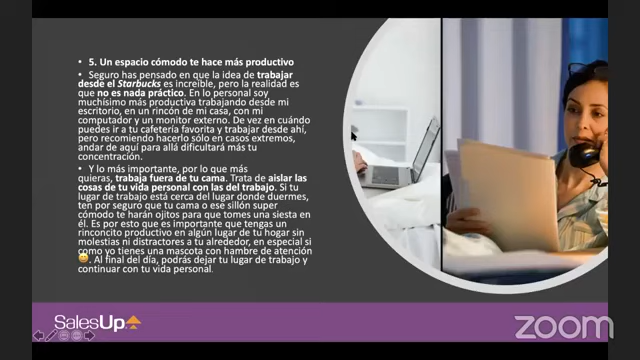 • 5. Un espacio cómodo te hace más productivo
• Seguro has pensado en que la idea de trabajar
desde el Starbucks es increíble, pero la realidad es
que no es nada práctico. En lo personal soy
muchísimo más productiva trabajando desde mi
escritorio, en un rincón de mi casa, con mi
computador y un monitor externo. De vez en cuándo
puedes ir a tu cafetería favorita y trabajar desde ahí,
pero recomiendo hacerlo sólo en casos extremos,
andar de aquí para allá dificultará más tu
concentración.
• Y lo más importante, por lo que más
quieras, trabaja fuera de tu cama. Trata de aislar las
cosas de tu vida personal con las del trabajo. Si tu
lugar de trabajo está cerca del lugar donde duermes,
ten por seguro que tu cama o ese sillón super
cómodo te harán ojitos para que tomes una siesta en
él. Es por esto que es importante que tengas un
rinconcito productivo en algún lugar de tu hogar sin
molestias ni distractores a tu alrededor, en especial si
como yo tienes una mascota con hambre de atención
😄. Al final del día, podrás dejar tu lugar de trabajo y
continuar con tu vida personal.
SalesUp
zoom